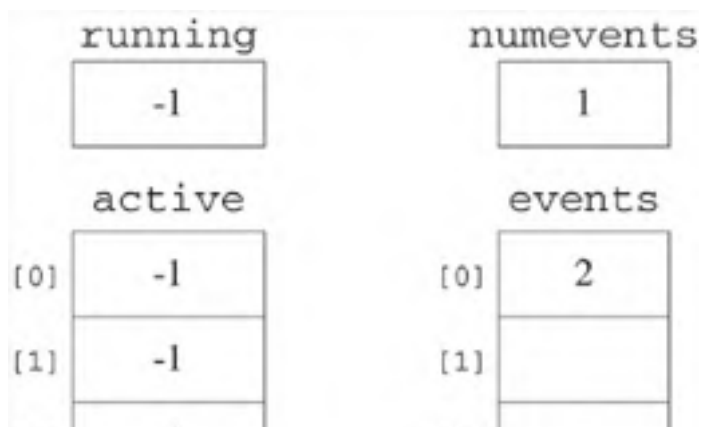 running numevents
-1 1
active events
[0] -1 [0] 2
[1] -1 [1]